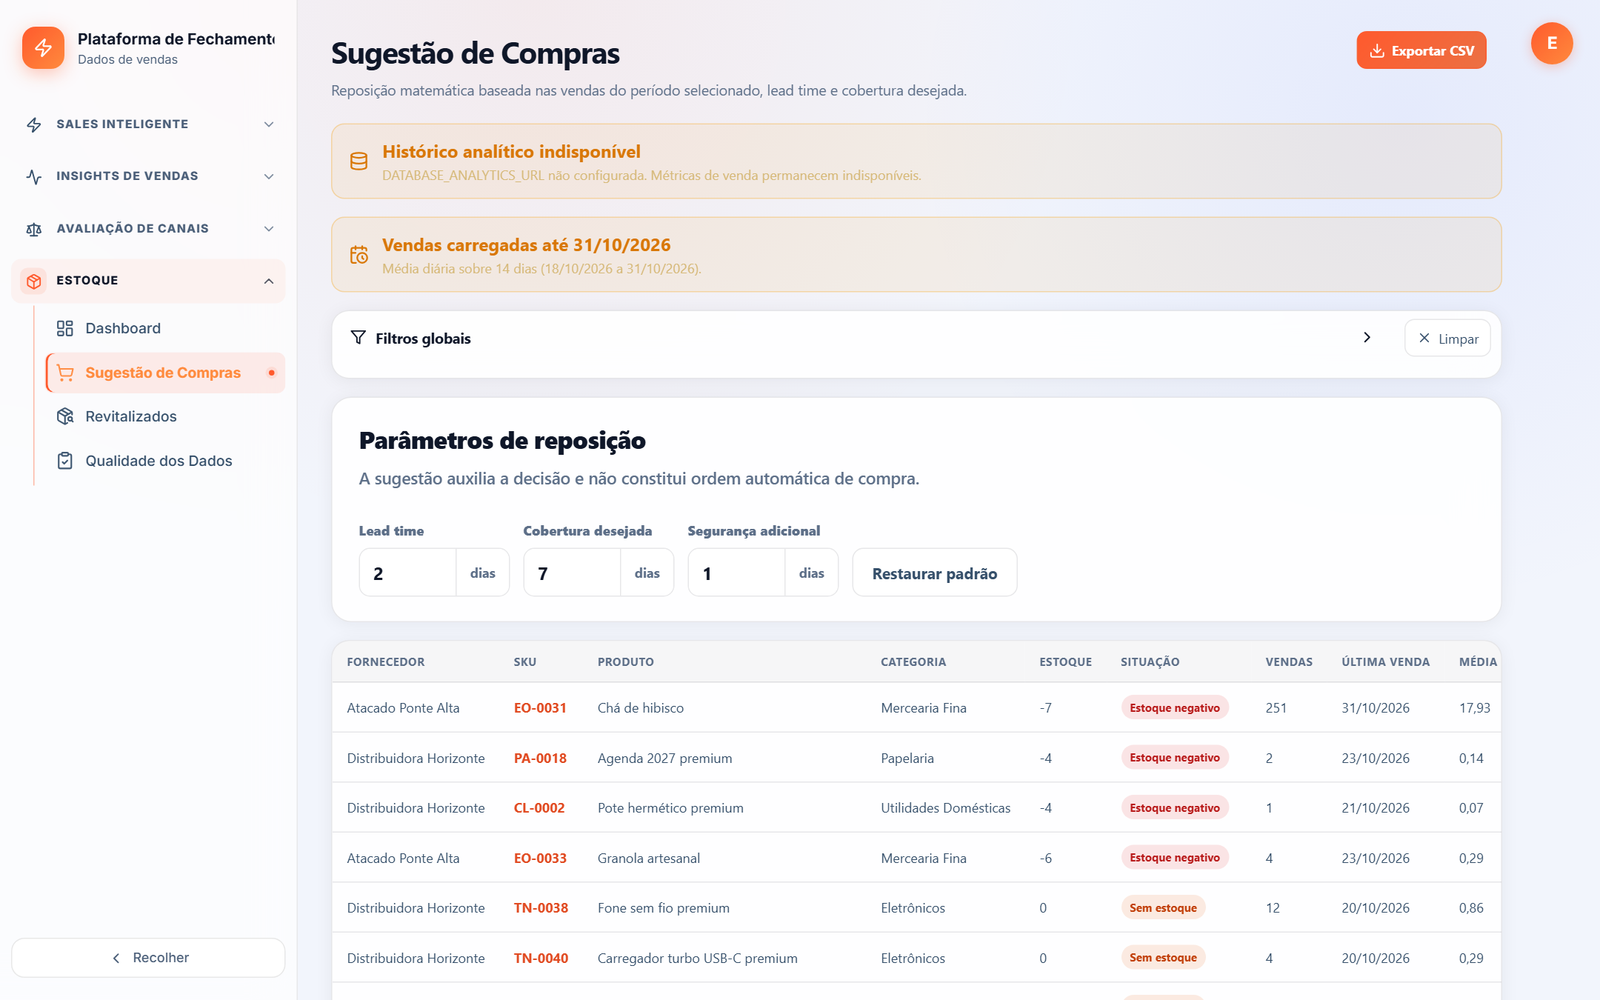 Plataforma de Fechament
Dados de vendas
SALES INTELIGENTE
INSIGHTS DE VENDAS
AVALIAÇÃO DE CANAIS
ESTOQUE
Dashboard
Sugestão de Compras
Revitalizados
Qualidade dos Dados
Recolher
Sugestão de Compras
Reposição matemática baseada nas vendas do período selecionado, lead time e cobertura desejada.
Exportar CSV
E
Histórico analítico indisponível
DATABASE_ANALYTICS_URL não configurada. Métricas de venda permanecem indisponíveis.
Vendas carregadas até 31/10/2026
Média diária sobre 14 dias (18/10/2026 a 31/10/2026).
Filtros globais
Limpar
Parâmetros de reposição
A sugestão auxilia a decisão e não constitui ordem automática de compra.
Lead time Cobertura desejada Segurança adicional
2 dias 7 dias 1 dias Restaurar padrão
FORNECEDOR SKU PRODUTO CATEGORIA ESTOQUE SITUAÇÃO VENDAS ÚLTIMA VENDA MÉDIA
Atacado Ponte Alta EO-0031 Chá de hibisco Mercearia Fina -7 Estoque negativo 251 31/10/2026 17,93
Distribuidora Horizonte PA-0018 Agenda 2027 premium Papelaria -4 Estoque negativo 2 23/10/2026 0,14
Distribuidora Horizonte CL-0002 Pote hermético premium Utilidades Domésticas -4 Estoque negativo 1 21/10/2026 0,07
Atacado Ponte Alta EO-0033 Granola artesanal Mercearia Fina -6 Estoque negativo 4 23/10/2026 0,29
Distribuidora Horizonte TN-0038 Fone sem fio premium Eletrônicos 0 Sem estoque 12 20/10/2026 0,86
Distribuidora Horizonte TN-0040 Carregador turbo USB-C premium Eletrônicos 0 Sem estoque 4 20/10/2026 0,29